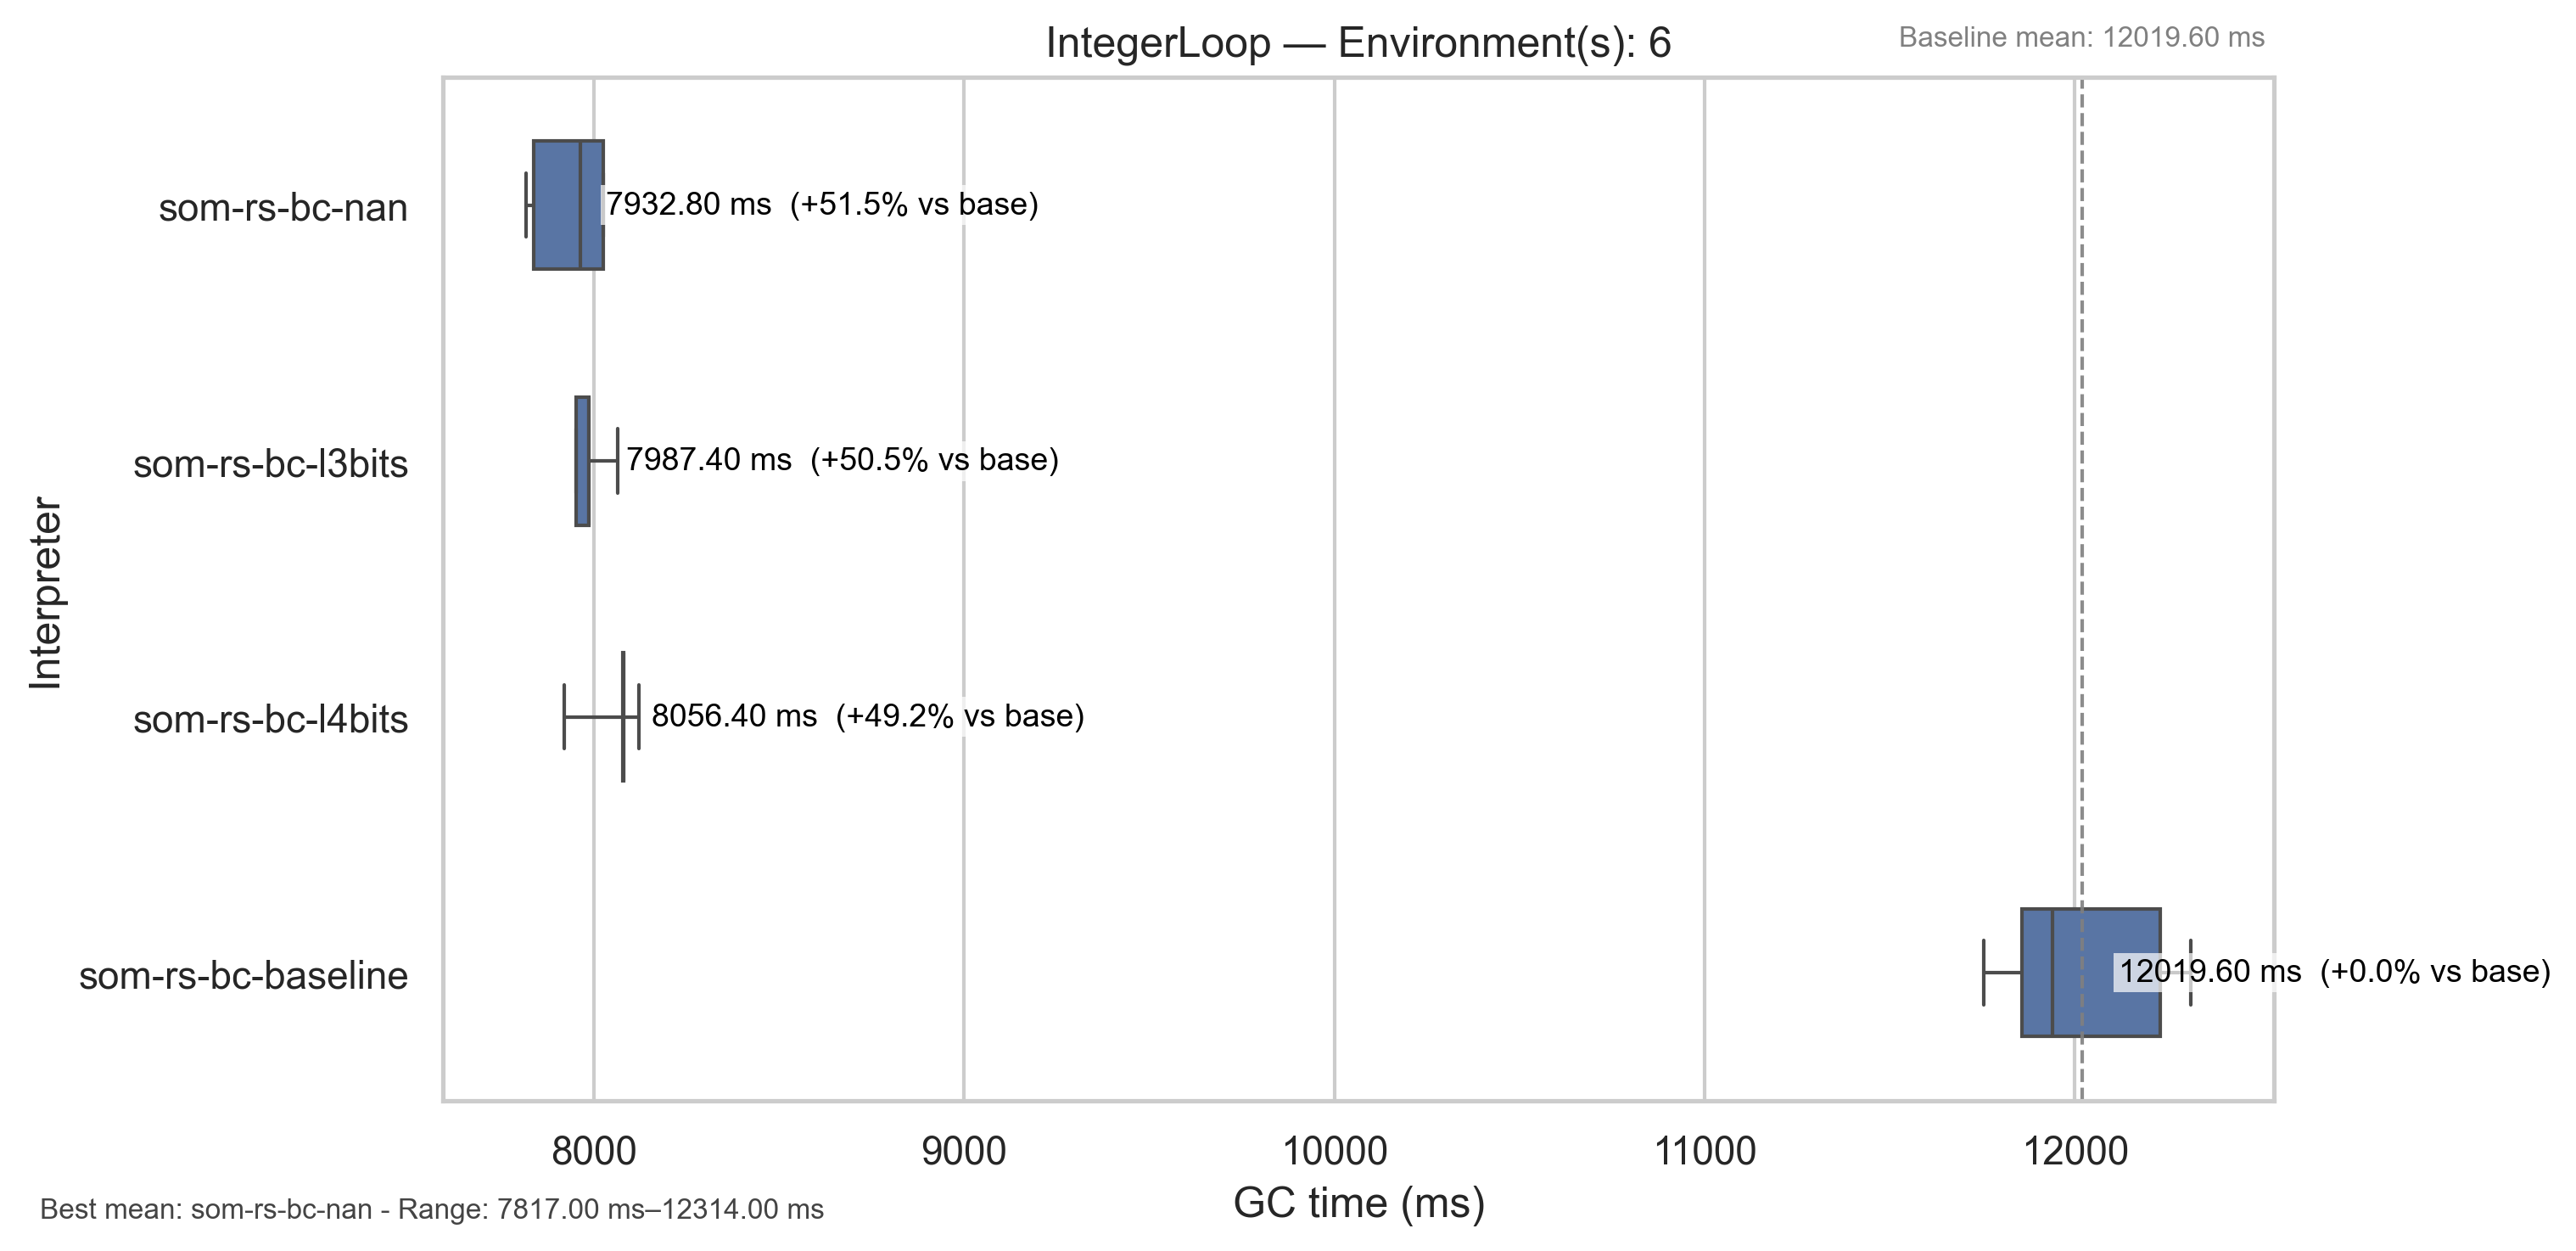 IntegerLoop — Environment(s): 6
Baseline mean: 12019.60 ms
Interpreter
som-rs-bc-nan
7932.80 ms (+51.5% vs base)
som-rs-bc-l3bits
7987.40 ms (+50.5% vs base)
som-rs-bc-l4bits
8056.40 ms (+49.2% vs base)
som-rs-bc-baseline
12019.60 ms (+0.0% vs base)
8000 9000 10000 11000 12000
GC time (ms)
Best mean: som-rs-bc-nan - Range: 7817.00 ms–12314.00 ms